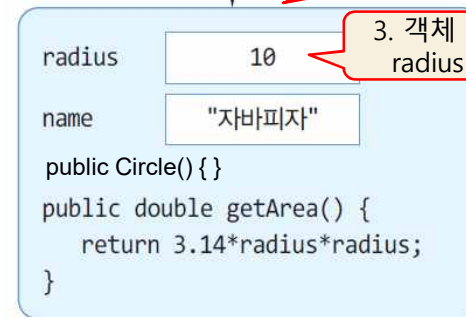 3. 객체
radius
radius 10
name "자바피자"
public Circle() { }
public double getArea() {
return 3.14*radius*radius;
}